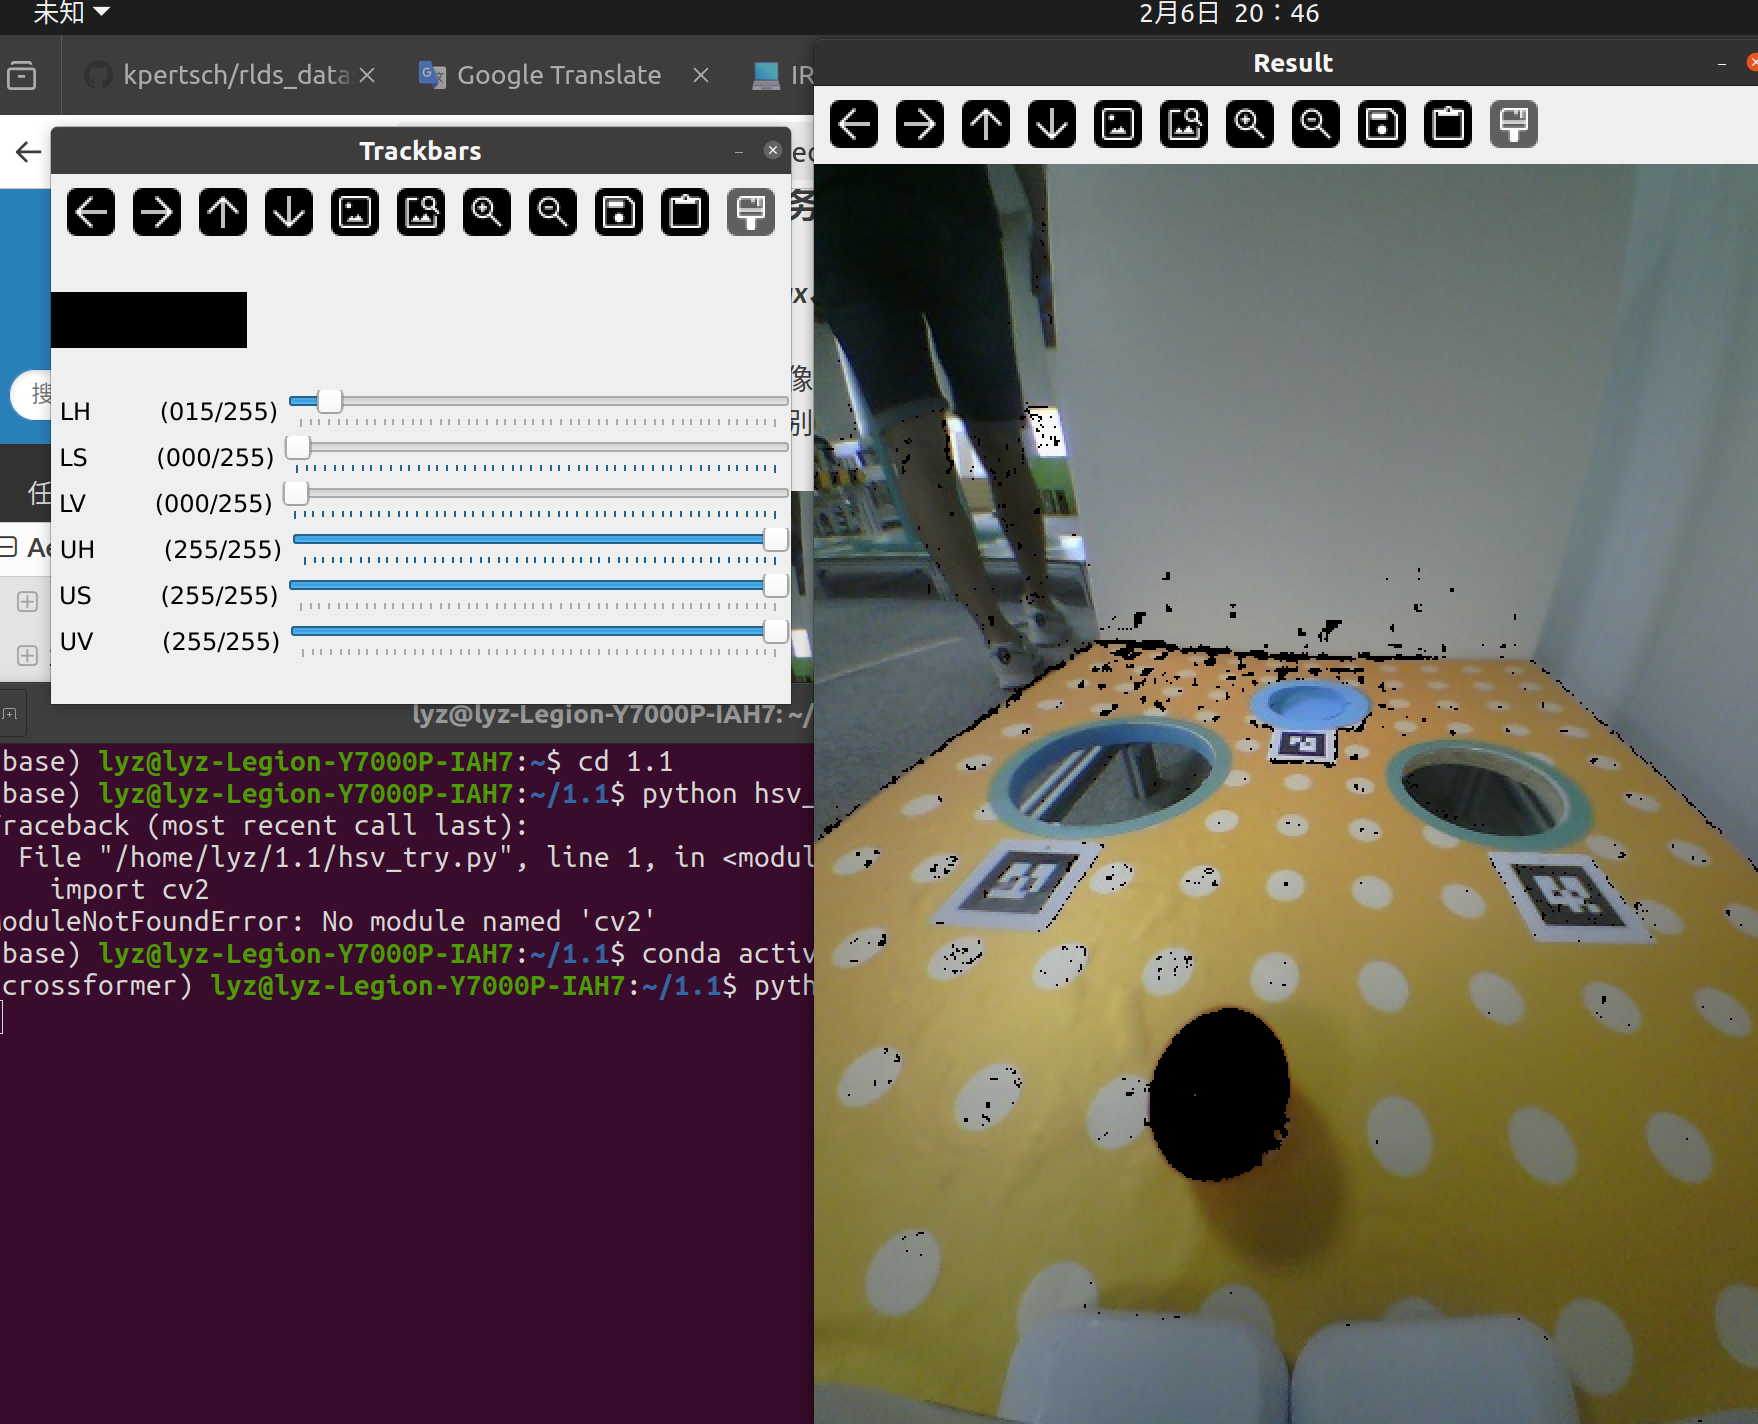 未知
2月6日 20：46
kpertsch/rlds_data
Google Translate
IR
Result
Trackbars
务
搜
像
别
任
LH (015/255)
LS (000/255)
LV (000/255)
UH (255/255)
US (255/255)
UV (255/255)
lyz@lyz-Legion-Y7000P-IAH7: ~/
base) lyz@lyz-Legion-Y7000P-IAH7:~$ cd 1.1
base) lyz@lyz-Legion-Y7000P-IAH7:~/1.1$ python hsv_
raceback (most recent call last):
File "/home/lyz/1.1/hsv_try.py", line 1, in <modul
import cv2
oduleNotFoundError: No module named 'cv2'
base) lyz@lyz-Legion-Y7000P-IAH7:~/1.1$ conda activ
crossformer) lyz@lyz-Legion-Y7000P-IAH7:~/1.1$ pyth